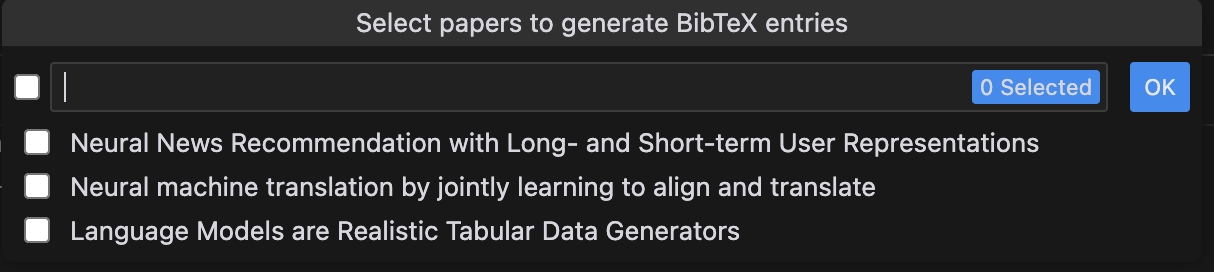 Select papers to generate BibTeX entries
0 Selected
OK
Neural News Recommendation with Long- and Short-term User Representations
Neural machine translation by jointly learning to align and translate
Language Models are Realistic Tabular Data Generators